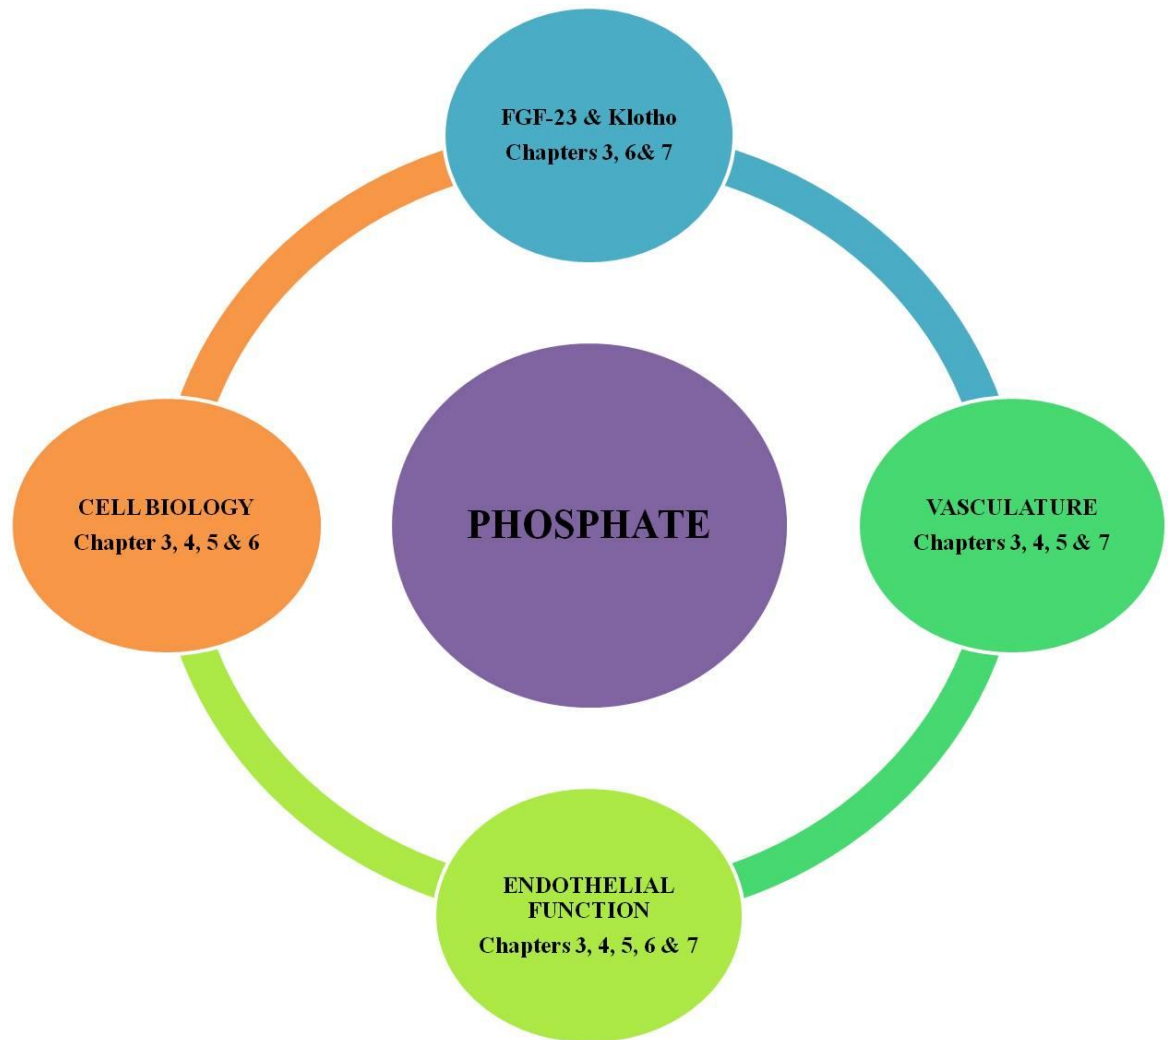 FGF-23 & Klotho
Chapters 3, 6& 7
CELL BIOLOGY
Chapter 3, 4, 5 & 6
PHOSPHATE
VASCULATURE
Chapters 3, 4, 5 & 7
ENDOTHELIAL
FUNCTION
Chapters 3, 4, 5, 6 & 7